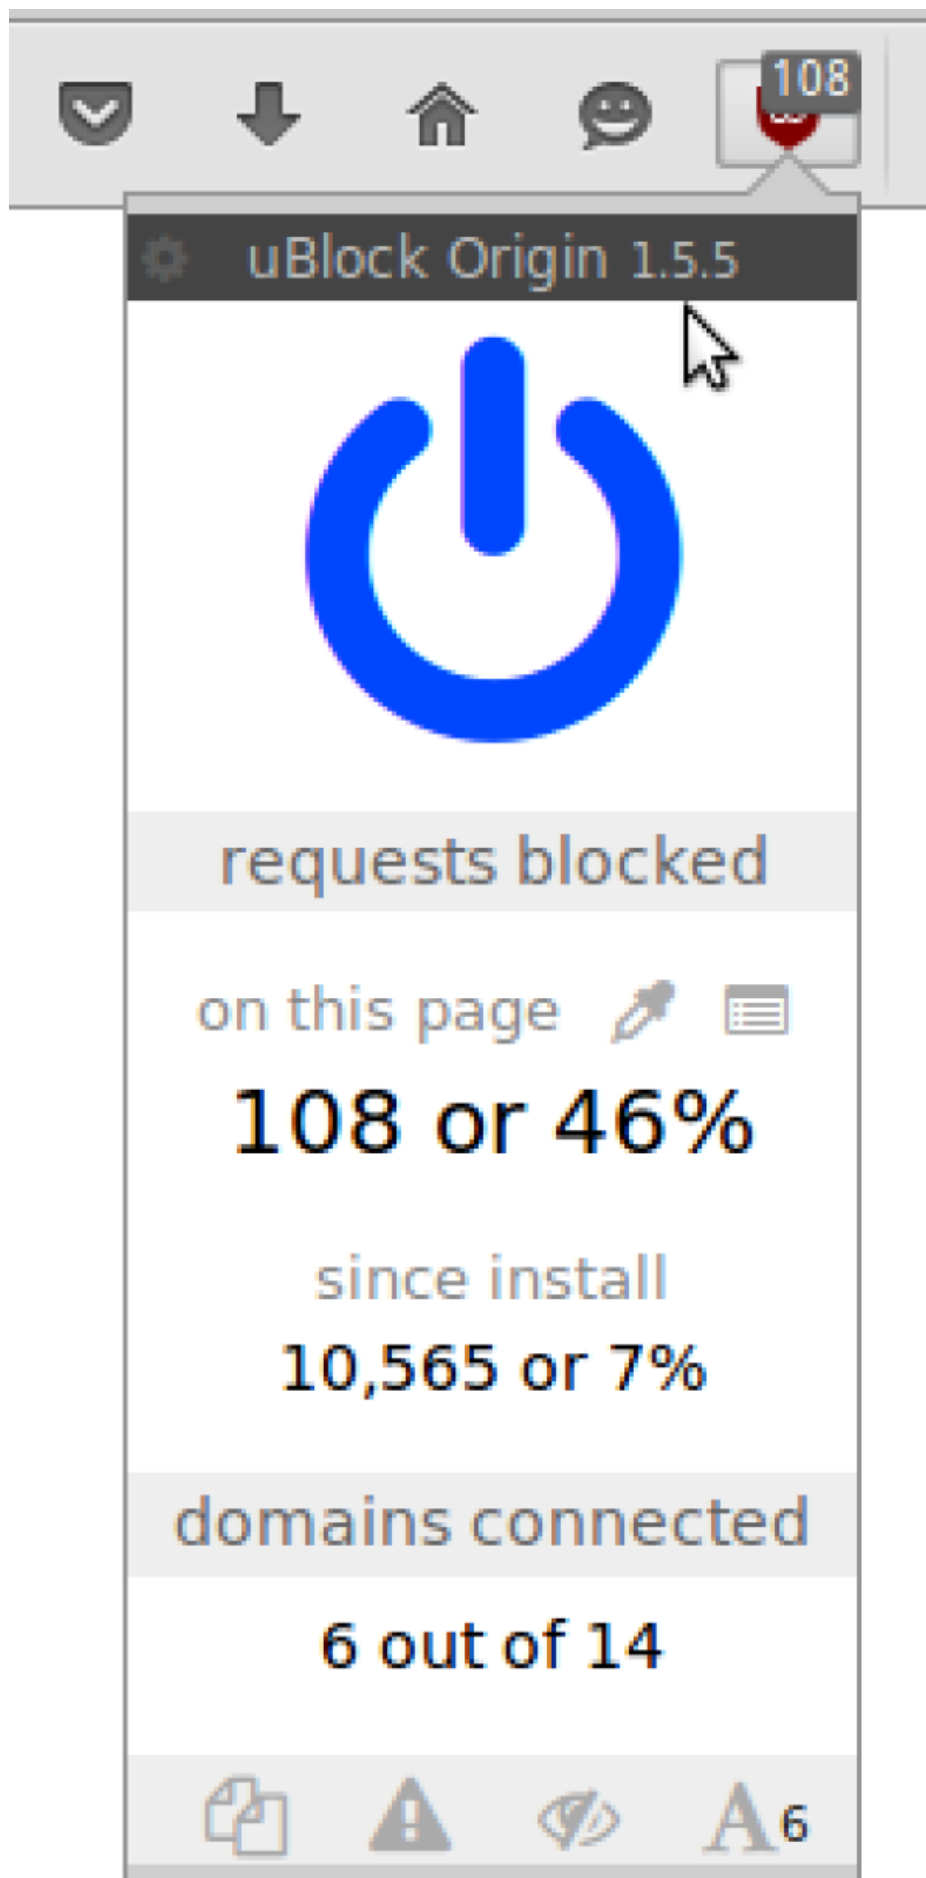 108
uBlock Origin 1.5.5
requests blocked
on this page
108 or 46%
since install
10,565 or 7%
domains connected
6 out of 14
A 6